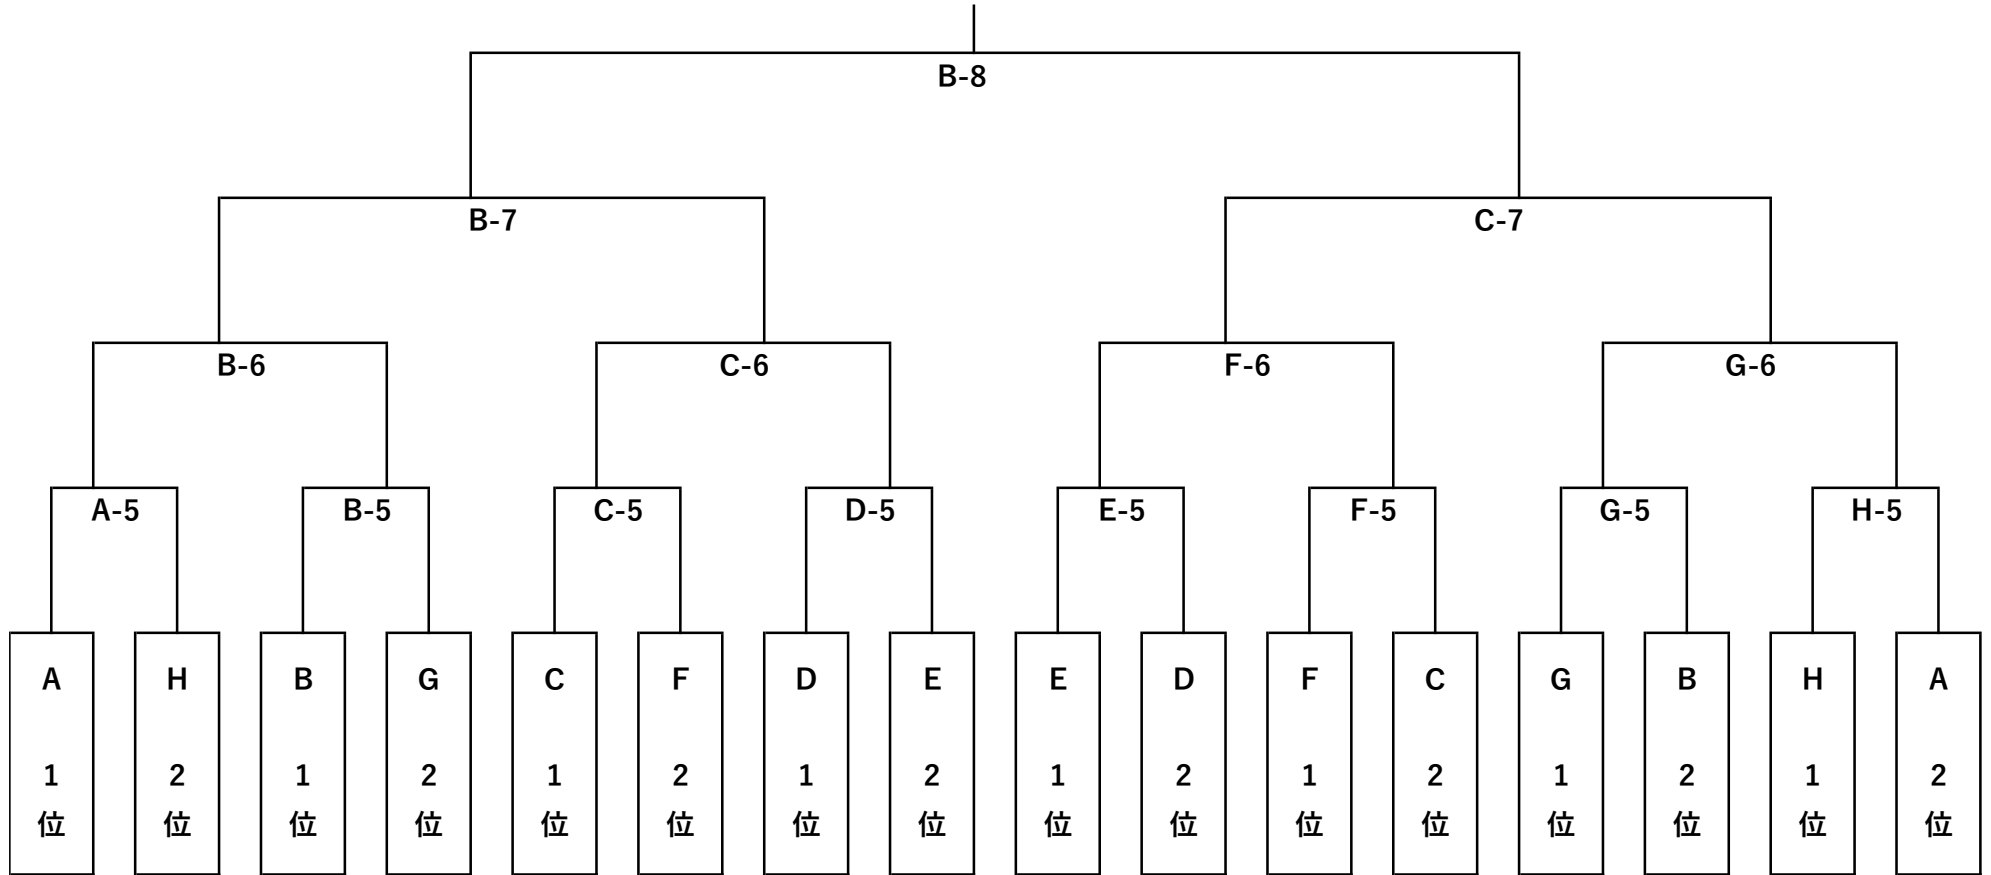 B-8
B-7 C-7
B-6 C-6 F-6 G-6
A-5 B-5 C-5 D-5 E-5 F-5 G-5 H-5
A H B G C F D E E D F C G B H A
1 2 1 2 1 2 1 2 1 2 1 2 1 2 1 2
位 位 位 位 位 位 位 位 位 位 位 位 位 位 位 位